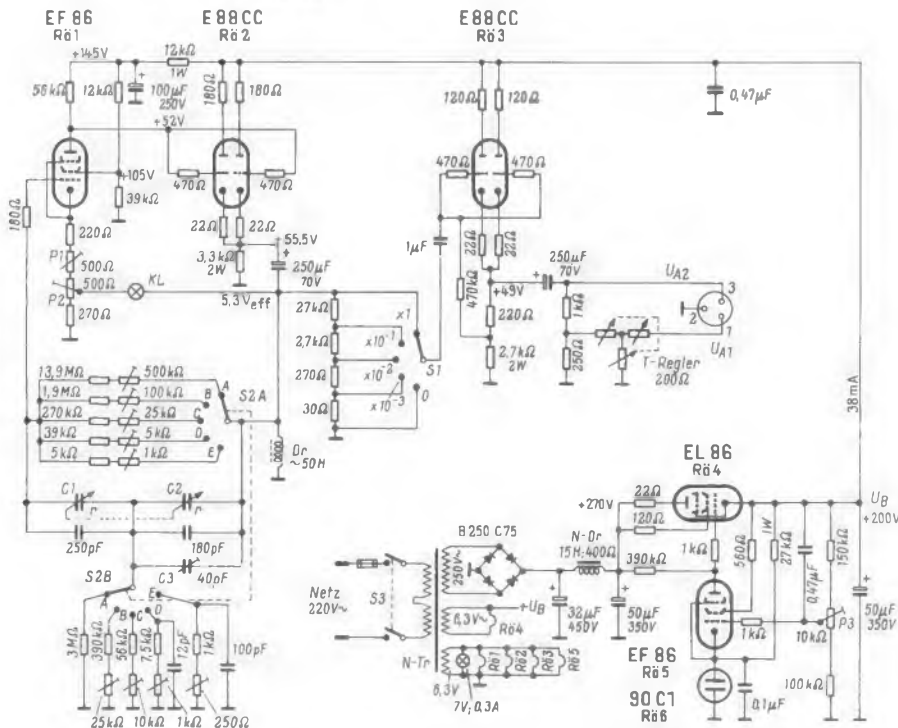 EF 86
Rö1
E88CC
Rö2
E88CC
Rö3
+145V
12kΩ
1W
56kΩ
12kΩ
+
100µF
250V
180Ω
180Ω
120Ω
120Ω
0,47µF
+52V
+105V
470Ω
470Ω
470Ω
470Ω
39kΩ
180Ω
220Ω
22Ω
22Ω
55,5V
1µF
22Ω
22Ω
250µF
70V
UA2
P1
500Ω
3,3kΩ
2W
+
250µF
70V
470kΩ
+49V
3
500Ω
KL
P2
5,3Veff
27kΩ
x1
220Ω
1kΩ
2
270Ω
2,7kΩ
x10-1
S1
1
UA1
x10-2
2,7kΩ
2W
250Ω
T-Regler
200Ω
270Ω
x10-3
0
30Ω
38mA
13,9MΩ
500kΩ
S2A
A
1,9MΩ
100kΩ
B
270kΩ
25kΩ
C
39kΩ
5kΩ
D
5kΩ
1kΩ
E
Dr
~50H
C1
C2
r
r
250pF
180pF
C3
40pF
S2B
A
B
C
D
E
3MΩ
390kΩ
56kΩ
7,5kΩ
12pF
1kΩ
100pF
25kΩ
10kΩ
1kΩ
250Ω
EL 86
Rö4
22Ω
+270V
120Ω
UB
+200V
B250 C75
N-Dr
15H;400Ω
390kΩ
1kΩ
560Ω
1W
27kΩ
0,47µF
150kΩ
+
50µF
350V
Netz
220V~
S3
250V~
+
32µF
450V
+
50µF
350V
+UB
6,3V~
Rö4
1kΩ
10kΩ
P3
N-Tr
Rö1
Rö2
Rö3
Rö5
6,3V
7V; 0,3A
EF 86
Rö5
90C1
Rö6
0,1µF
100kΩ